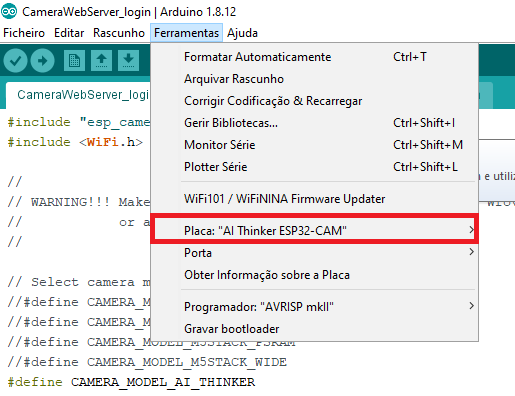 CameraWebServer_login | Arduino 1.8.12
Ficheiro Editar Rascunho Ferramentas Ajuda
Formatar Automaticamente Ctrl+T
Arquivar Rascunho
CameraWebServer_login
Corrigir Codificação & Recarregar
#include "esp_came
Gerir Bibliotecas... Ctrl+Shift+I
#include <WiFi.h>
Monitor Série Ctrl+Shift+M
Plotter Série Ctrl+Shift+L
a e utiliz
//
// WARNING!!! Make
WiFi101 / WiFiNINA Firmware Updater
// or a
Placa: "AI Thinker ESP32-CAM"
//
Porta
Obter Informação sobre a Placa
// Select camera m
//#define CAMERA_M
Programador: "AVRISP mkII"
//#define CAMERA_M
Gravar bootloader
//#define CAMERA_MODEL_M5STACK_PSRAM
//#define CAMERA_MODEL_M5STACK_WIDE
#define CAMERA_MODEL_AI_THINKER